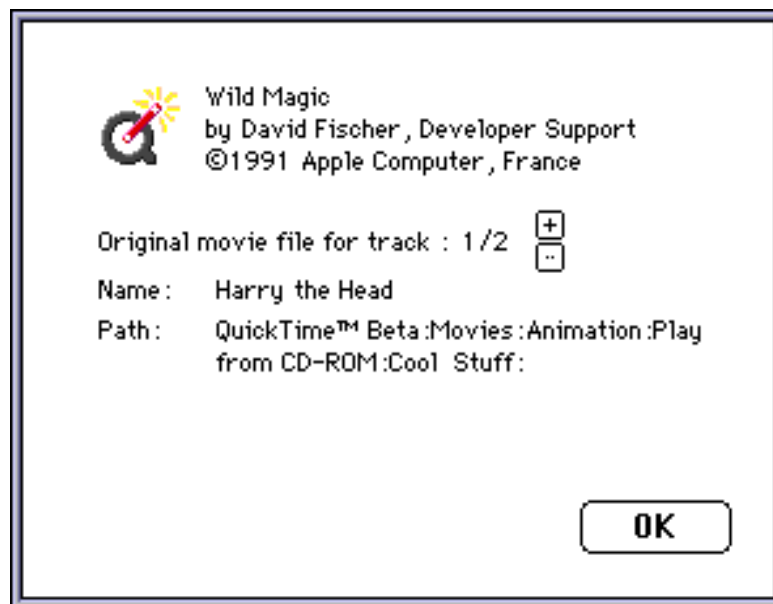 Wild Magic
by David Fischer, Developer Support
©1991 Apple Computer, France
Original movie file for track : 1/2
Name: Harry the Head
Path: QuickTime™ Beta:Movies:Animation:Play
from CD-ROM:Cool Stuff:
OK